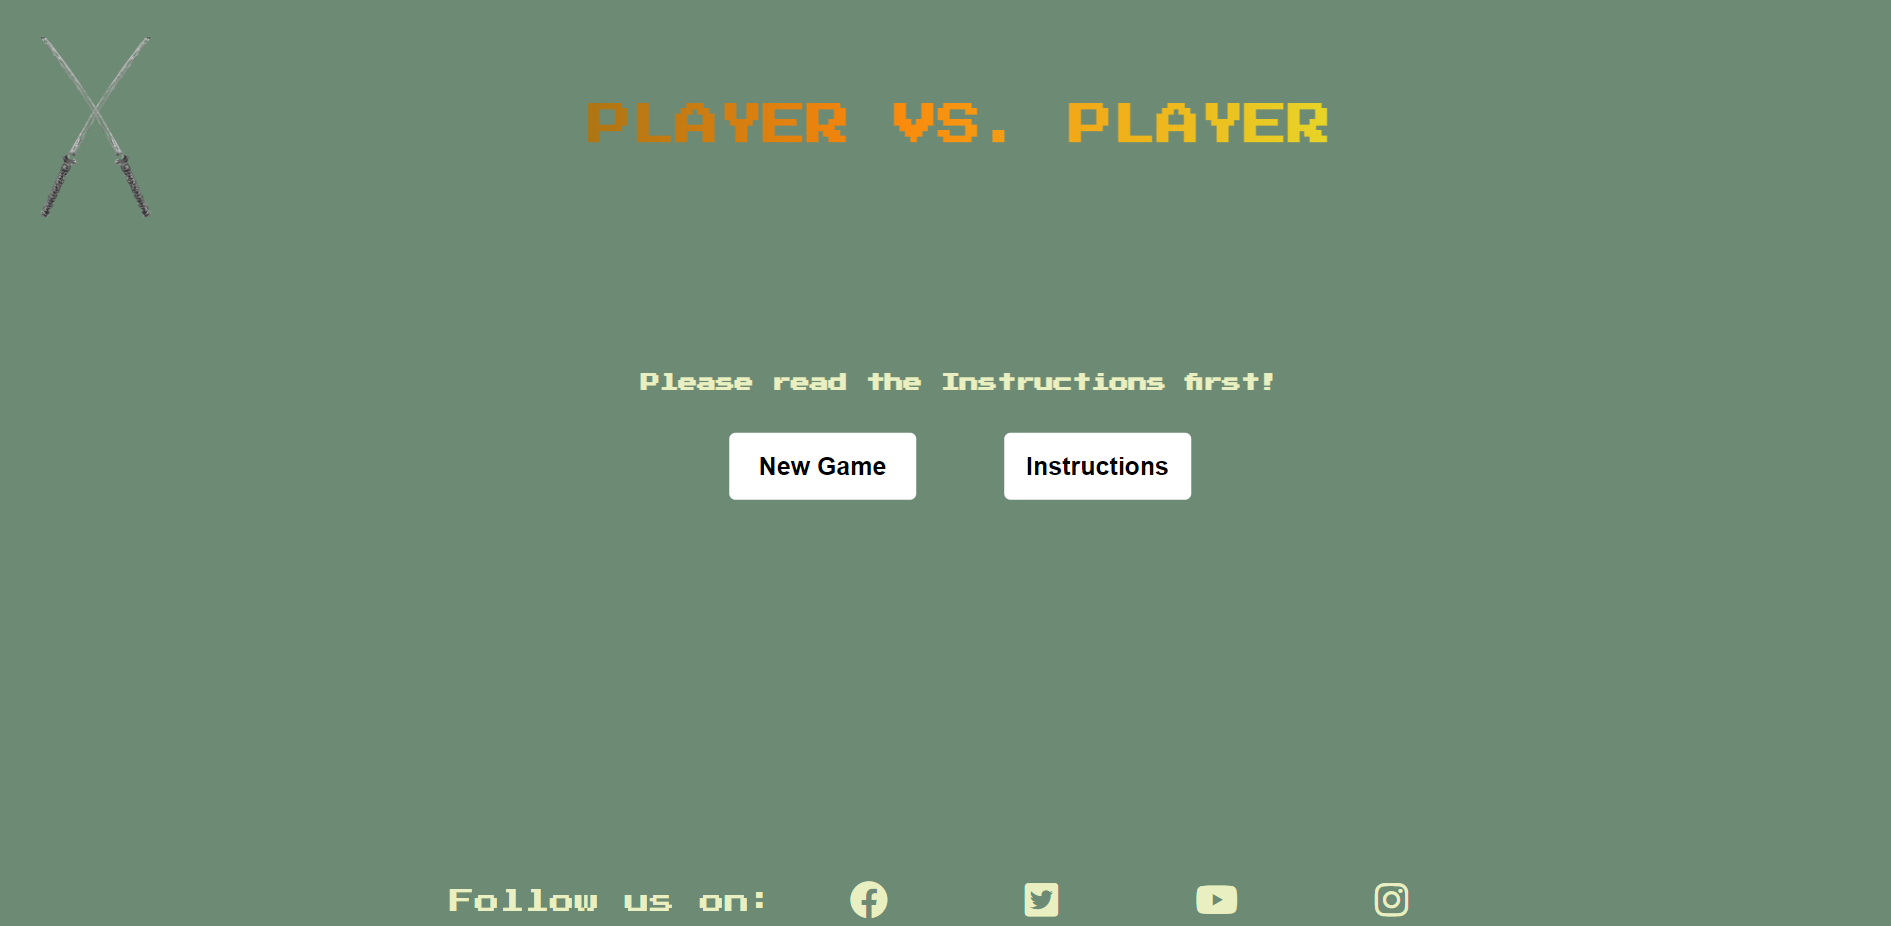 PLAYER VS. PLAYER
Please read the Instructions first!
New Game
Instructions
Follow us on: